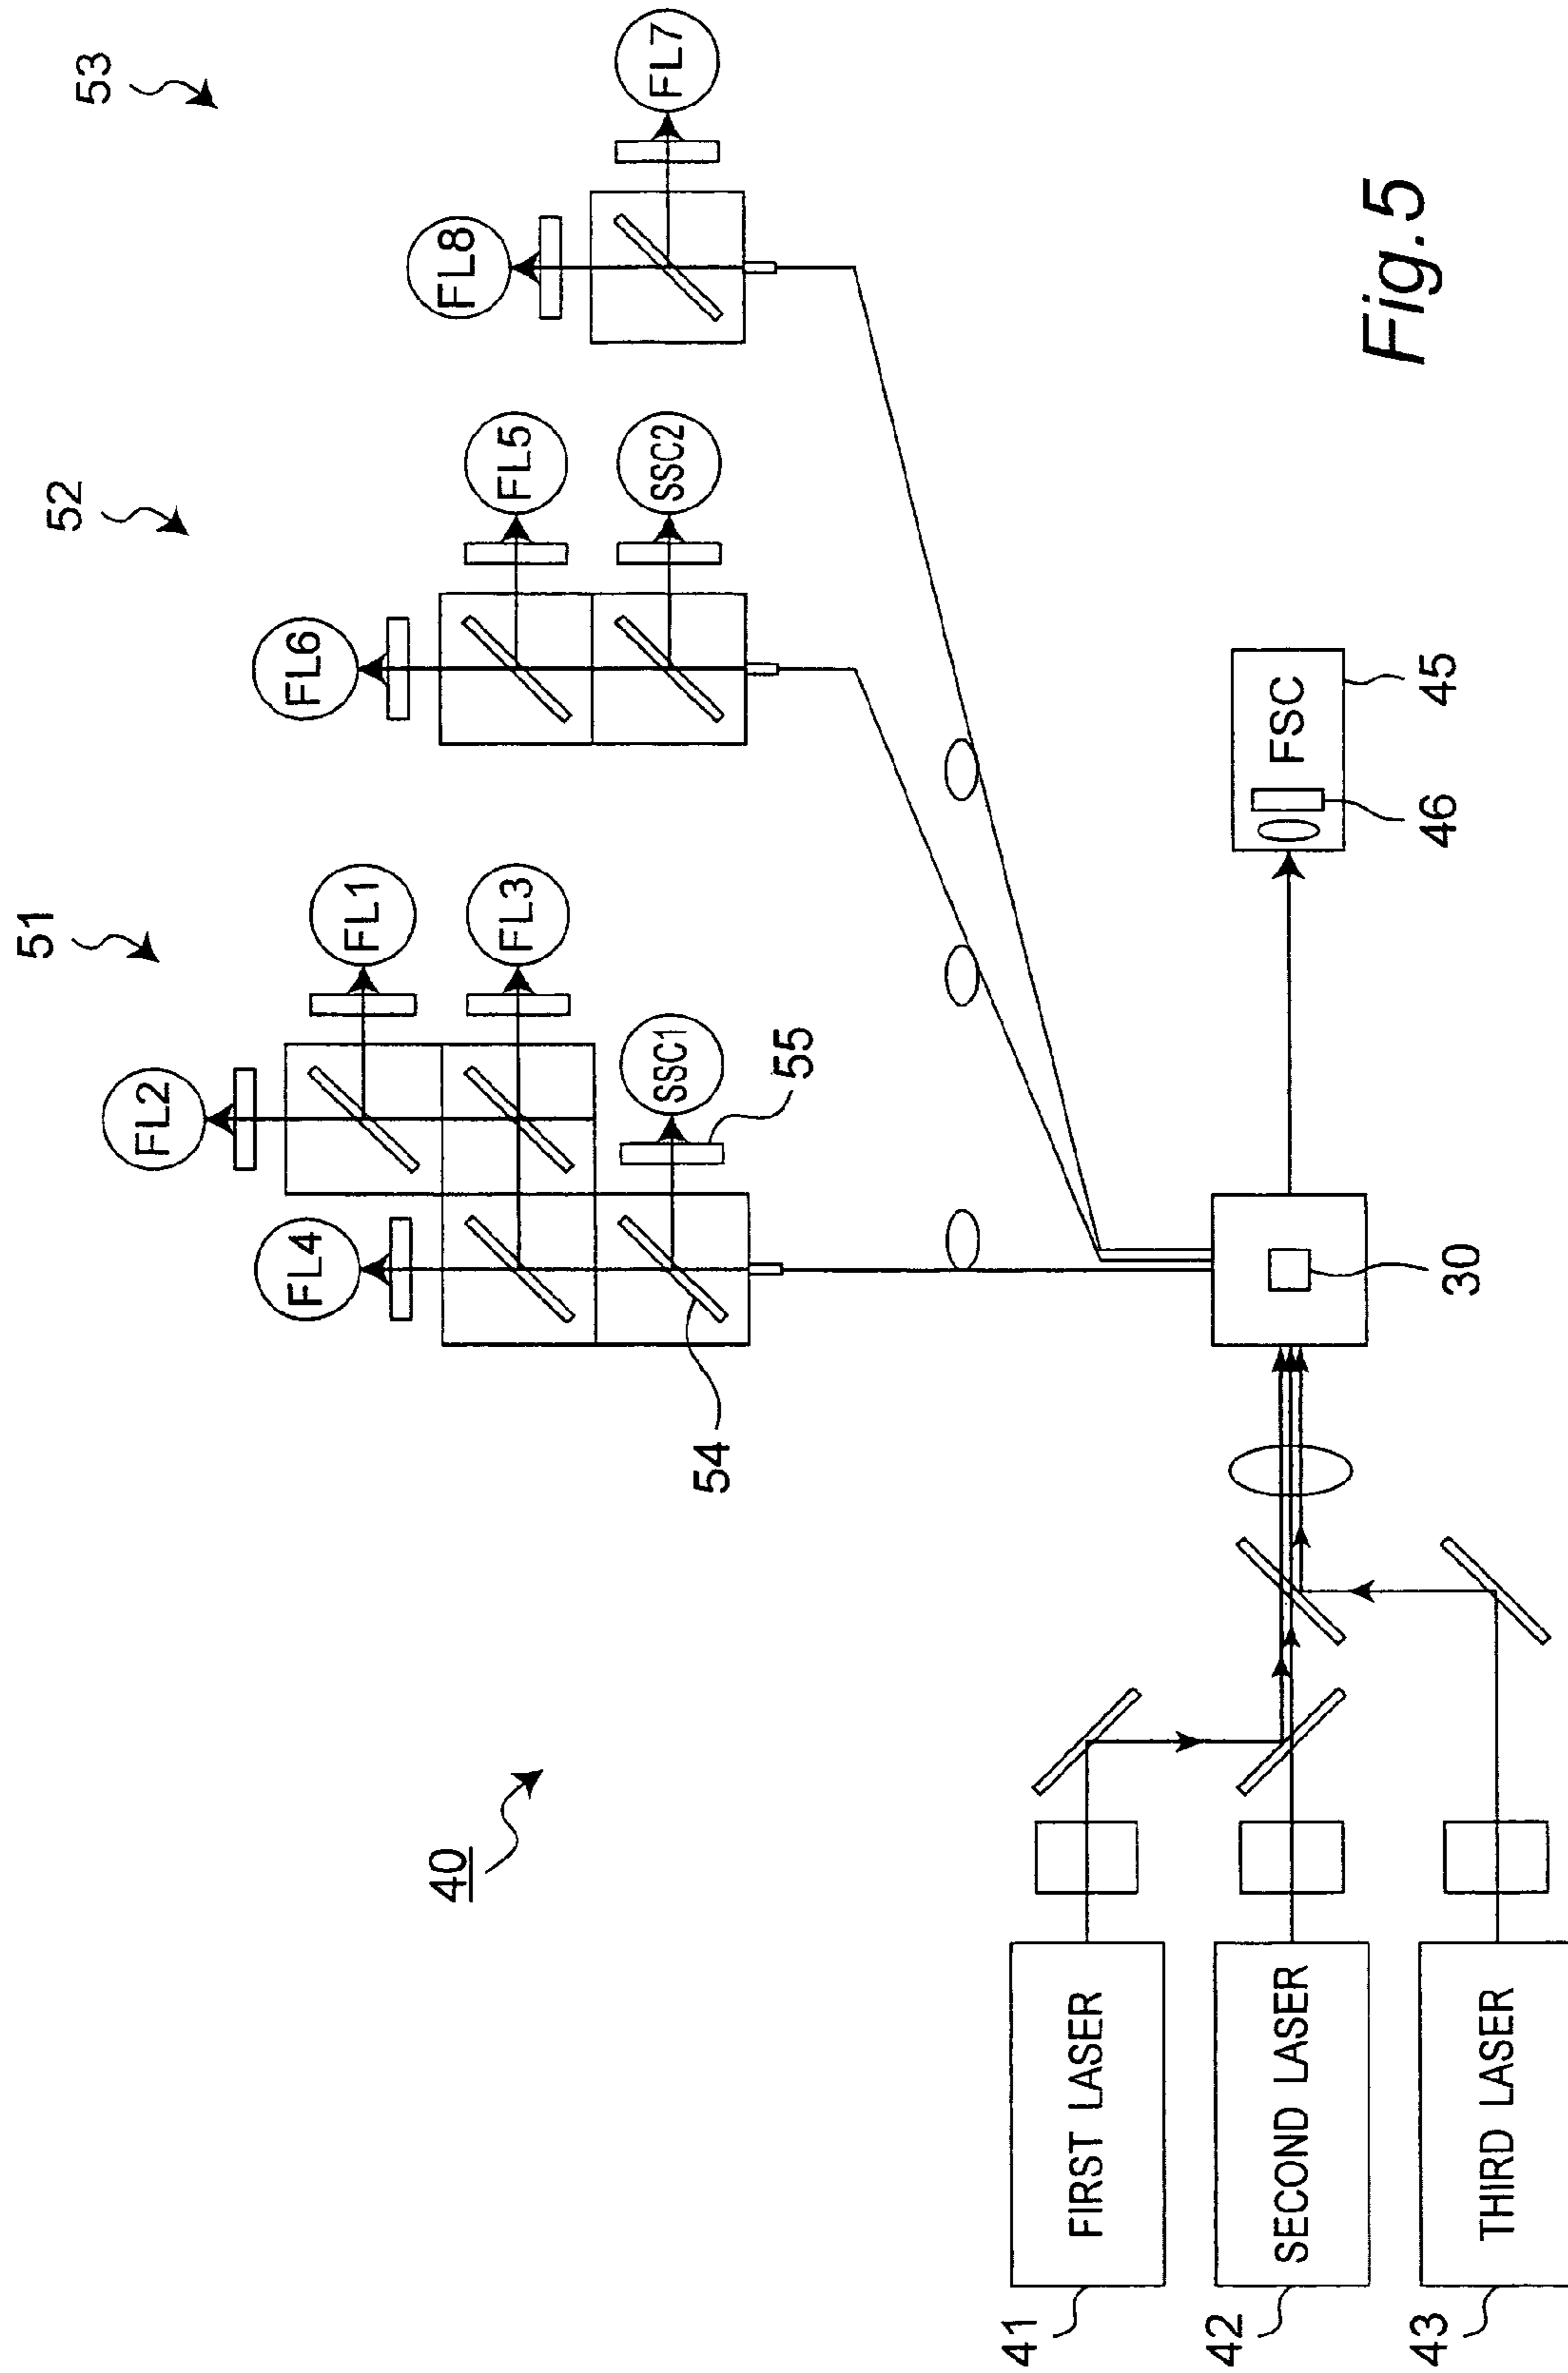 53
FL7
FL8
52
FL5
SSC2
FL6
51
FL1
FL3
SSC1
55
FL2
FL4
54
FSC
45
46
30
40
FIRST LASER
41
SECOND LASER
42
THIRD LASER
43
Fig.5